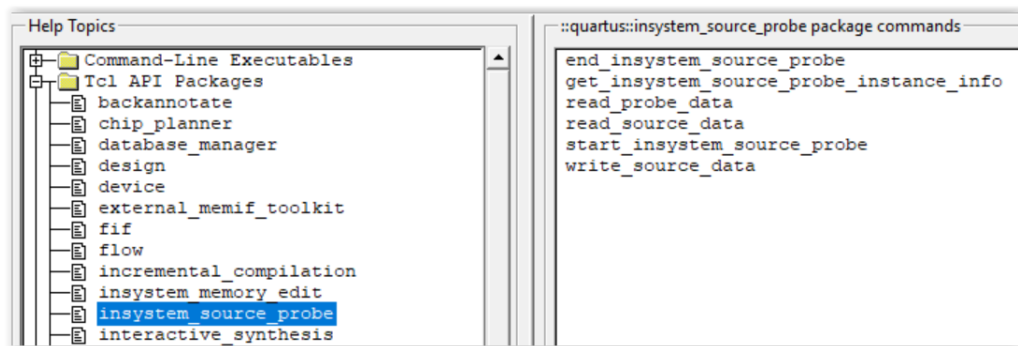 Help Topics
Command-Line Executables
Tcl API Packages
backannotate
chip_planner
database_manager
design
device
external_memif_toolkit
fif
flow
incremental_compilation
insystem_memory_edit
insystem_source_probe
interactive_synthesis
::quartus::insystem_source_probe package commands
end_insystem_source_probe
get_insystem_source_probe_instance_info
read_probe_data
read_source_data
start_insystem_source_probe
write_source_data